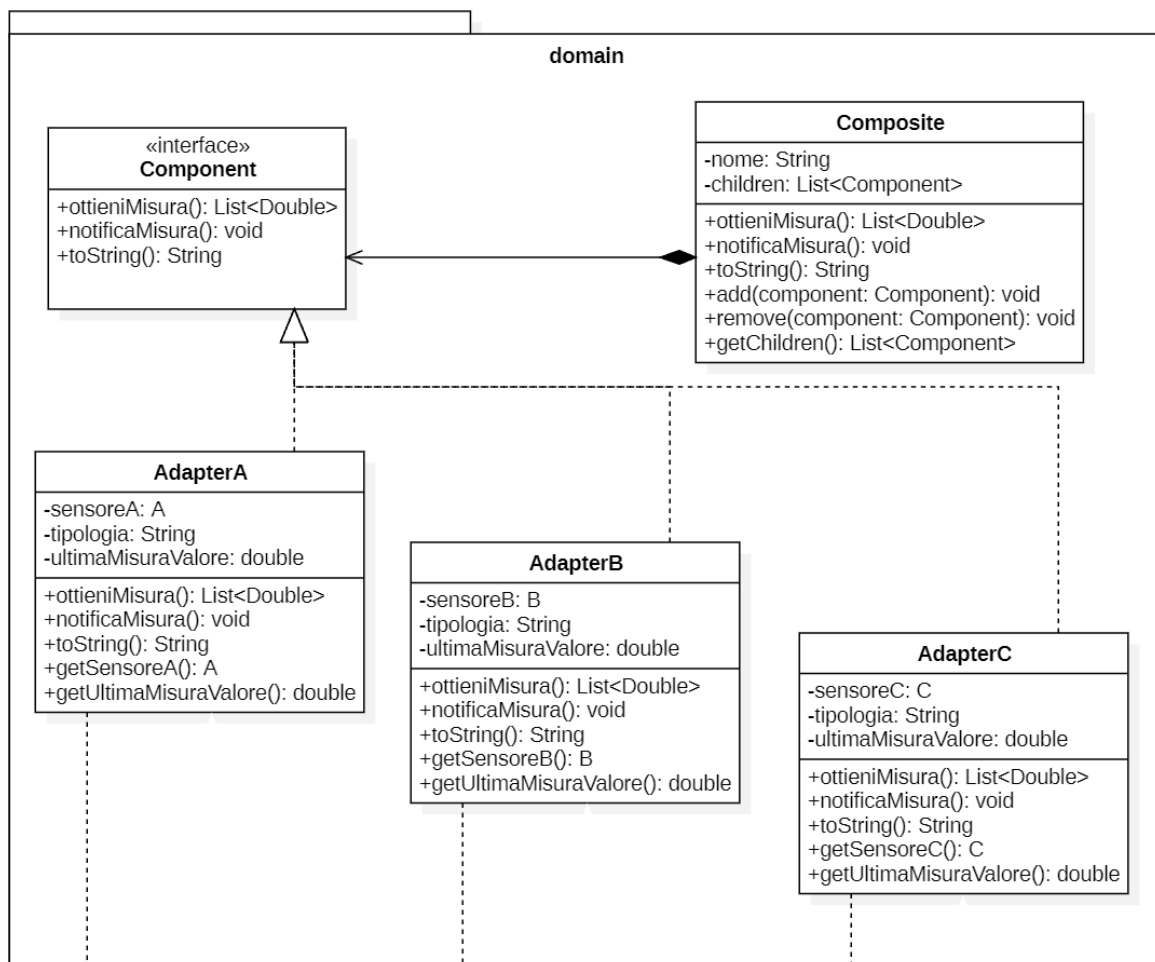 domain
«interface»
Component
+ottieniMisura(): List<Double>
+notificaMisura(): void
+toString(): String
Composite
-nome: String
-children: List<Component>
+ottieniMisura(): List<Double>
+notificaMisura(): void
+toString(): String
+add(component: Component): void
+remove(component: Component): void
+getChildren(): List<Component>
AdapterA
-sensoreA: A
-tipologia: String
-ultimaMisuraValore: double
+ottieniMisura(): List<Double>
+notificaMisura(): void
+toString(): String
+getSensoreA(): A
+getUltimaMisuraValore(): double
AdapterB
-sensoreB: B
-tipologia: String
-ultimaMisuraValore: double
+ottieniMisura(): List<Double>
+notificaMisura(): void
+toString(): String
+getSensoreB(): B
+getUltimaMisuraValore(): double
AdapterC
-sensoreC: C
-tipologia: String
-ultimaMisuraValore: double
+ottieniMisura(): List<Double>
+notificaMisura(): void
+toString(): String
+getSensoreC(): C
+getUltimaMisuraValore(): double